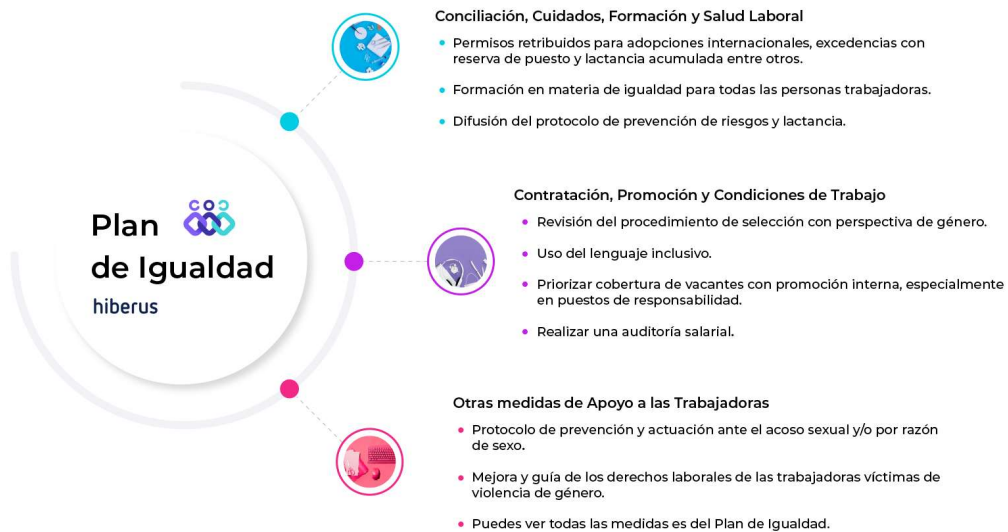 Plan
de Igualdad
hiberus
Conciliación, Cuidados, Formación y Salud Laboral
Permisos retribuidos para adopciones internacionales, excedencias con
reserva de puesto y lactancia acumulada entre otros.
Formación en materia de igualdad para todas las personas trabajadoras.
Difusión del protocolo de prevención de riesgos y lactancia.
Contratación, Promoción y Condiciones de Trabajo
Revisión del procedimiento de selección con perspectiva de género.
Uso del lenguaje inclusivo.
Priorizar cobertura de vacantes con promoción interna, especialmente
en puestos de responsabilidad.
Realizar una auditoría salarial.
Otras medidas de Apoyo a las Trabajadoras
Protocolo de prevención y actuación ante el acoso sexual y/o por razón
de sexo.
Mejora y guía de los derechos laborales de las trabajadoras víctimas de
violencia de género.
Puedes ver todas las medidas es del Plan de Igualdad.